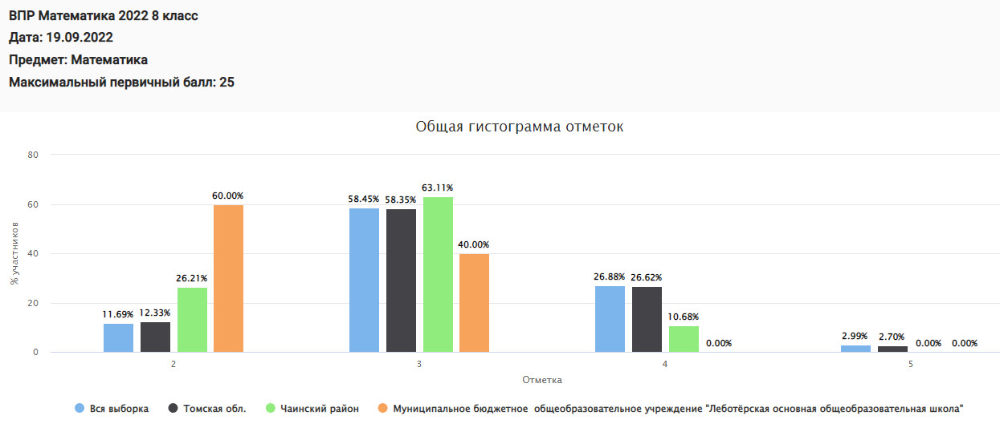 ВПР Математика 2022 8 класс
Дата: 19.09.2022
Предмет: Математика
Максимальный первичный балл: 25
Общая гистограмма отметок
% участников
80
60
40
20
0
11.69% 12.33% 26.21% 60.00%
58.45% 58.35% 63.11% 40.00%
26.88% 26.62% 10.68% 0.00%
2.99% 2.70% 0.00% 0.00%
2 3 4 5
Отметка
Вся выборка Томская обл. Чаинский район Муниципальное бюджетное общеобразовательное учреждение "Леботёрская основная общеобразовательная школа"